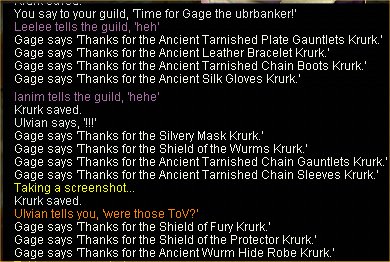 Krurk saved.
You say to your guild, 'Time for Gage the ubrbanker!'
Leelee tells the guild, 'heh'
Gage says 'Thanks for the Ancient Tarnished Plate Gauntlets Krurk.'
Gage says 'Thanks for the Ancient Leather Bracelet Krurk.'
Gage says 'Thanks for the Ancient Tarnished Chain Boots Krurk.'
Gage says 'Thanks for the Ancient Silk Gloves Krurk.'
Ianim tells the guild, 'hehe'
Krurk saved.
Ulvian says, '!!!'
Gage says 'Thanks for the Silvery Mask Krurk.'
Gage says 'Thanks for the Shield of the Wurms Krurk.'
Gage says 'Thanks for the Ancient Tarnished Chain Gauntlets Krurk.'
Gage says 'Thanks for the Ancient Tarnished Chain Sleeves Krurk.'
Taking a screenshot...
Krurk saved.
Ulvian tells you, 'were those ToV?'
Gage says 'Thanks for the Shield of Fury Krurk.'
Gage says 'Thanks for the Shield of the Protector Krurk.'
Gage says 'Thanks for the Ancient Wurm Hide Robe Krurk.'